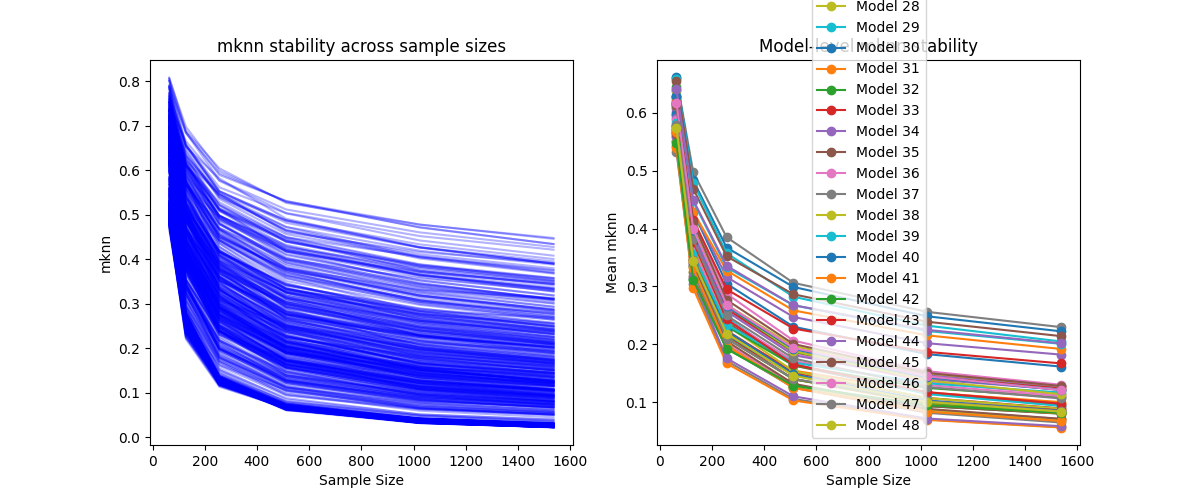 mknn stability across sample sizes
mknn
0.8
0.7
0.6
0.5
0.4
0.3
0.2
0.1
0.0
0
200
400
600
800
1000
1200
1400
1600
Sample Size
Model-level mknn stability
Mean mknn
0.6
0.5
0.4
0.3
0.2
0.1
0
200
400
600
800
1000
1200
1400
1600
Sample Size
Model 28
Model 29
Model 30
Model 31
Model 32
Model 33
Model 34
Model 35
Model 36
Model 37
Model 38
Model 39
Model 40
Model 41
Model 42
Model 43
Model 44
Model 45
Model 46
Model 47
Model 48